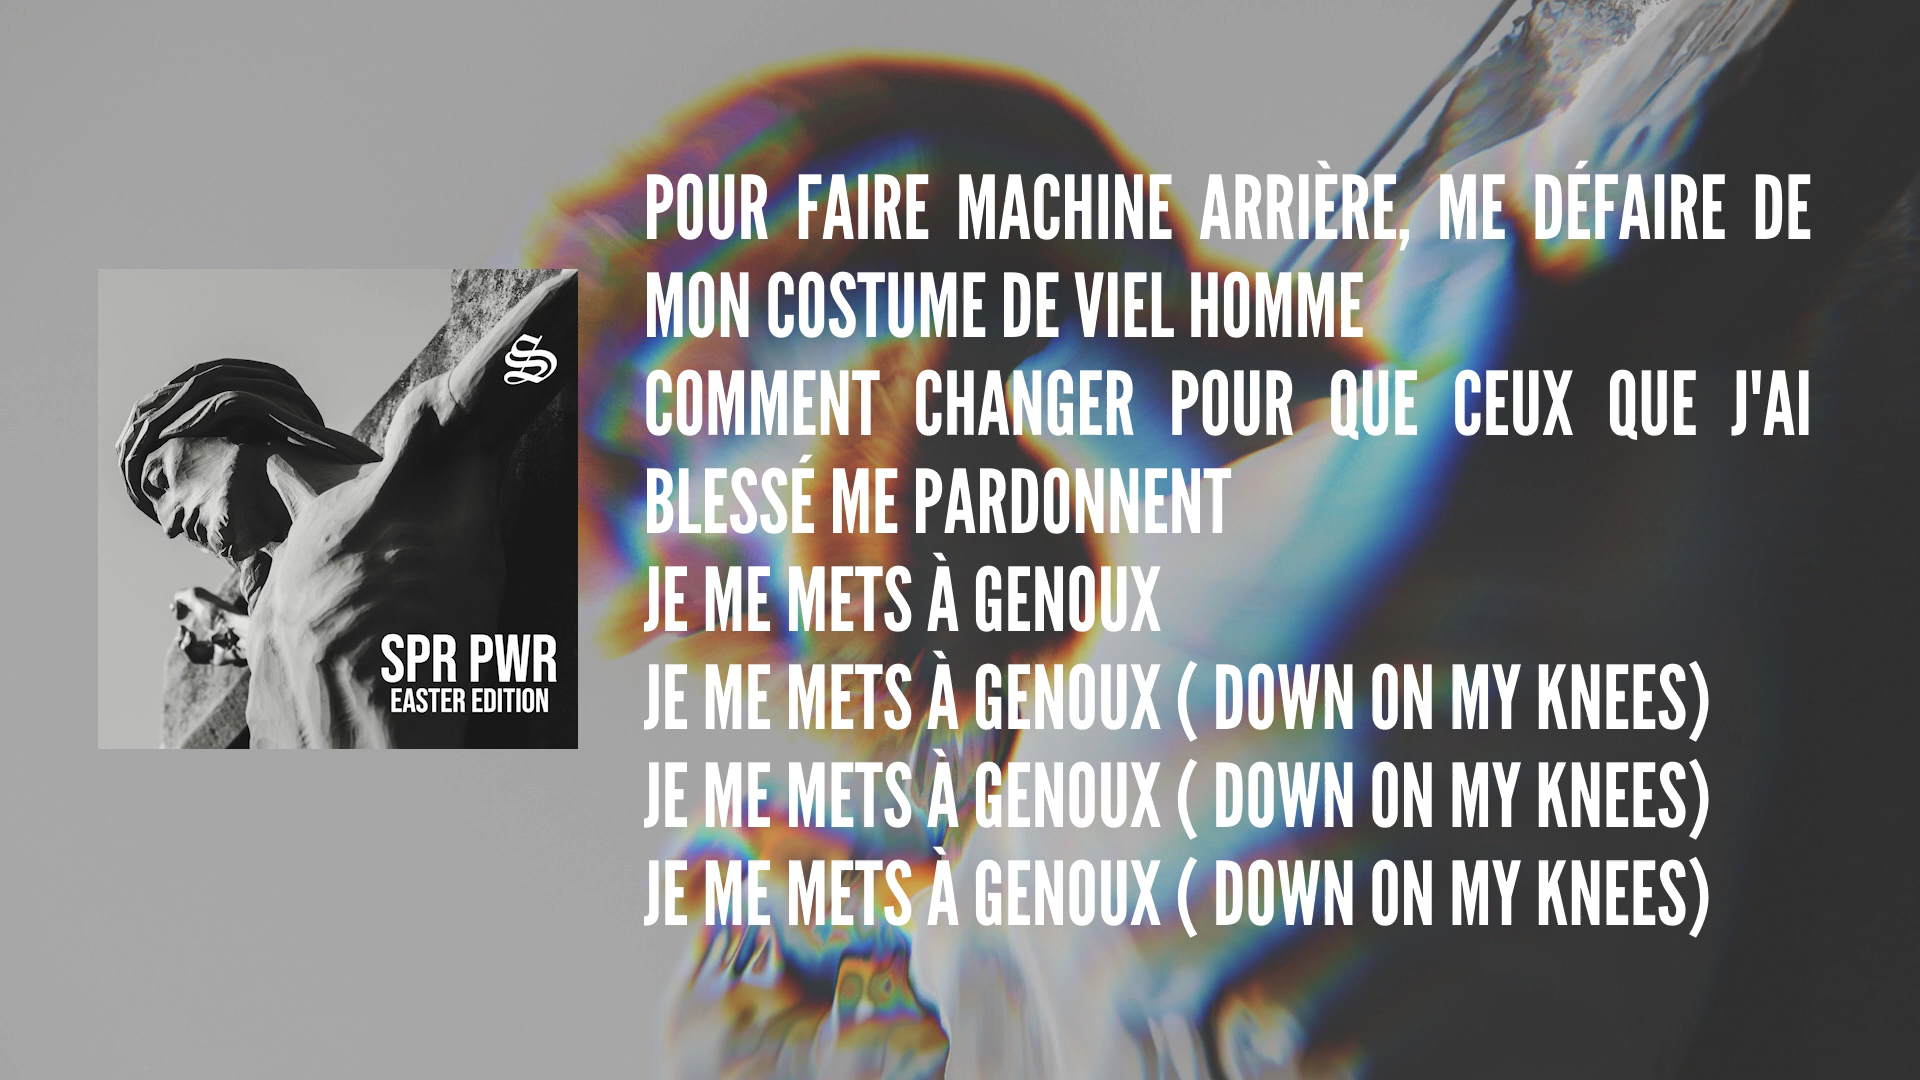 POUR FAIRE MACHINE ARRIÈRE, ME DÉFAIRE DE
MON COSTUME DE VIEL HOMME
COMMENT CHANGER POUR QUE CEUX QUE J'AI
BLESSÉ ME PARDONNENT
JE ME METS À GENOUX
JE ME METS À GENOUX ( DOWN ON MY KNEES)
JE ME METS À GENOUX ( DOWN ON MY KNEES)
JE ME METS À GENOUX ( DOWN ON MY KNEES)
S
SPR PWR
EASTER EDITION